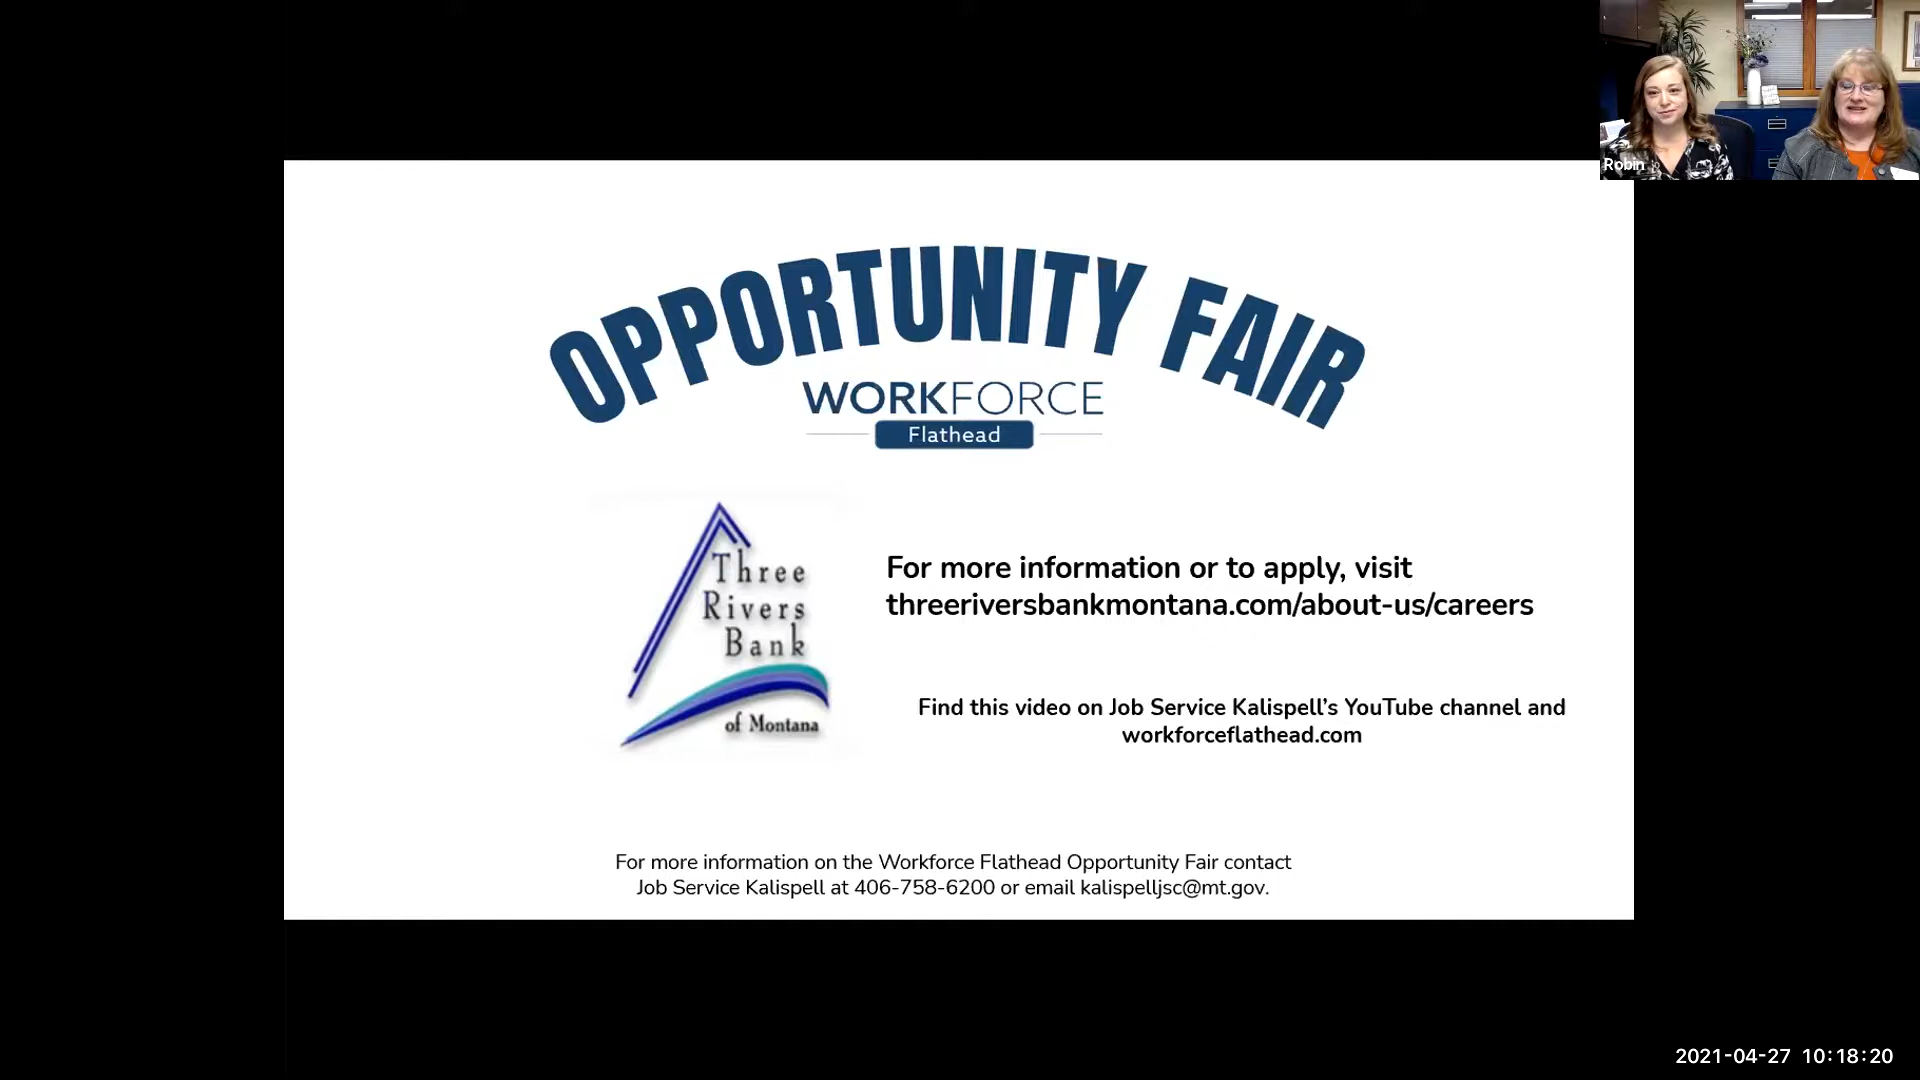 Robin
OPPORTUNITY FAIR
WORKFORCE
Flathead
Three
Rivers
Bank
of Montana
For more information or to apply, visit
threeriversbankmontana.com/about-us/careers
Find this video on Job Service Kalispell’s YouTube channel and
workforceflathead.com
For more information on the Workforce Flathead Opportunity Fair contact
Job Service Kalispell at 406-758-6200 or email kalispelljsc@mt.gov.
2021-04-27 10:18:20